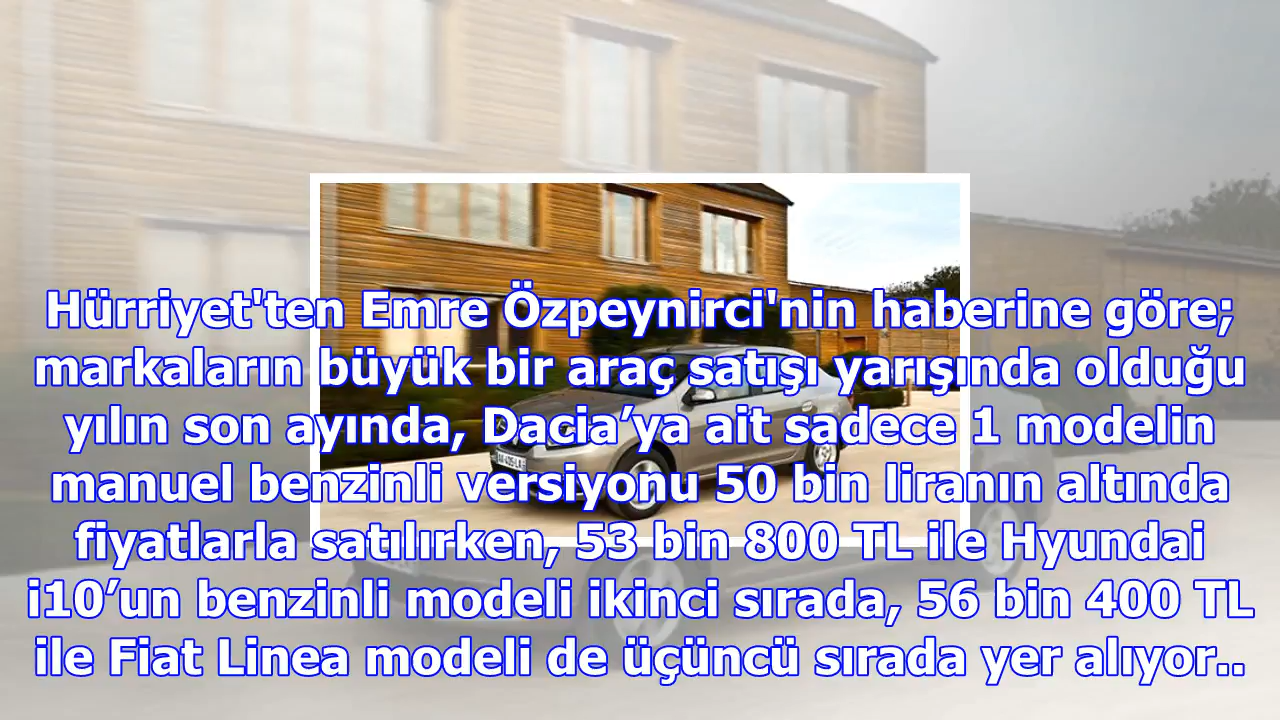 Hürriyet'ten Emre Özpeynirci'nin haberine göre;
markaların büyük bir araç satışı yarışında olduğu
yılın son ayında, Dacia’ya ait sadece 1 modelin
manuel benzinli versiyonu 50 bin liranın altında
fiyatlarla satılırken, 53 bin 800 TL ile Hyundai
i10’un benzinli modeli ikinci sırada, 56 bin 400 TL
ile Fiat Linea modeli de üçüncü sırada yer alıyor..